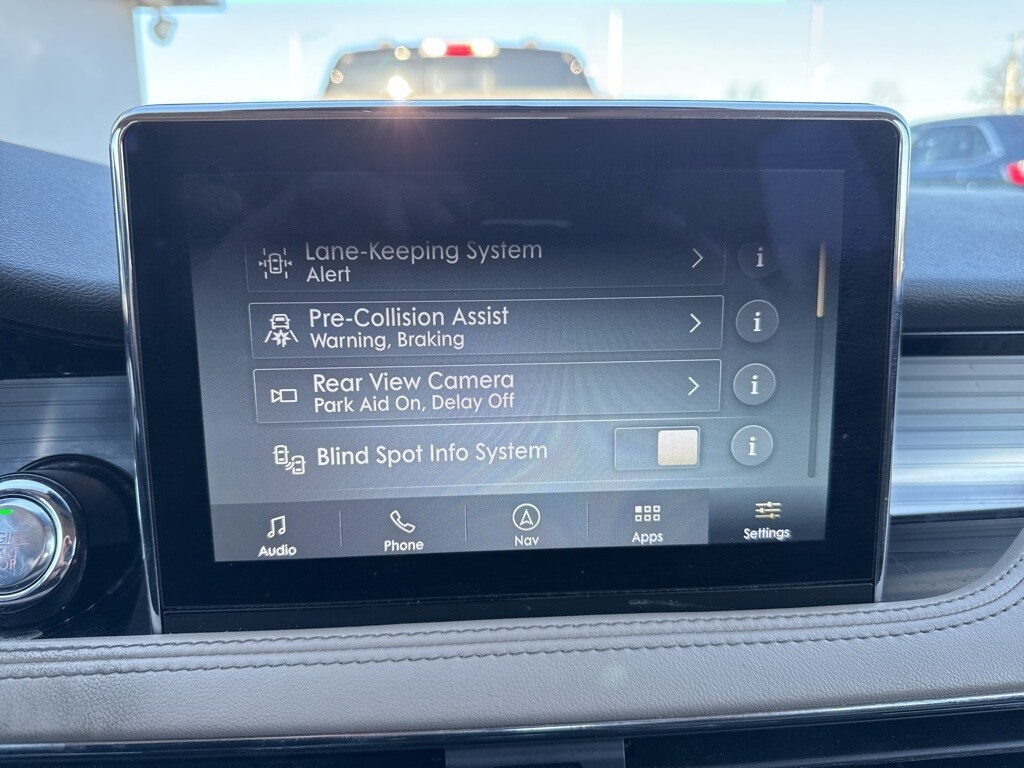 Lane-Keeping System
Alert
i
Pre-Collision Assist
Warning, Braking
i
Rear View Camera
Park Aid On, Delay Off
i
Blind Spot Info System
i
Audio
Phone
Nav
Apps
Settings